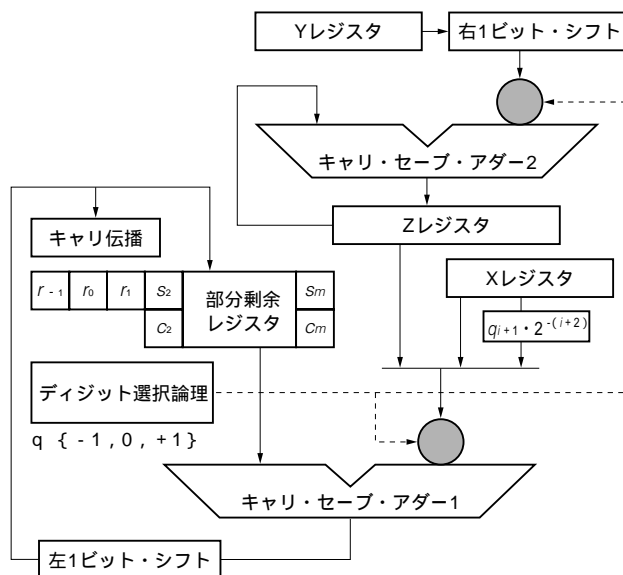 Yレジスタ
右1ビット・シフト
キャリ・セーブ・アダー2
キャリ伝播
Zレジスタ
Xレジスタ
r-1 r0 r1 S2 部分剰余 Sm
レジスタ
C2 Cm
qi+1・2-(i+2)
ディジット選択論理
q { - 1 , 0 , + 1 }
キャリ・セーブ・アダー1
左1ビット・シフト